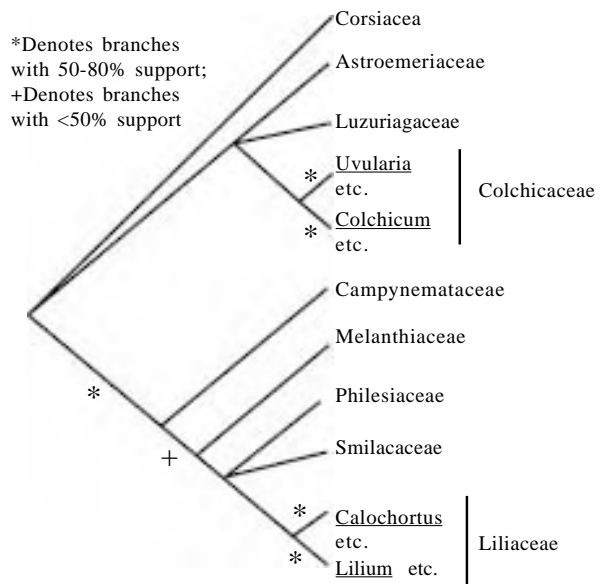 Corsiacea
*Denotes branches
with 50-80% support;
+Denotes branches
with <50% support
Astroemeriaceae
Luzuriagaceae
* Uvularia
etc.
Colchicaceae
* Colchicum
etc.
Campynemataceae
Melanthiaceae
*
Philesiaceae
+
Smilacaceae
* Calochortus
etc.
Liliaceae
* Lilium etc.